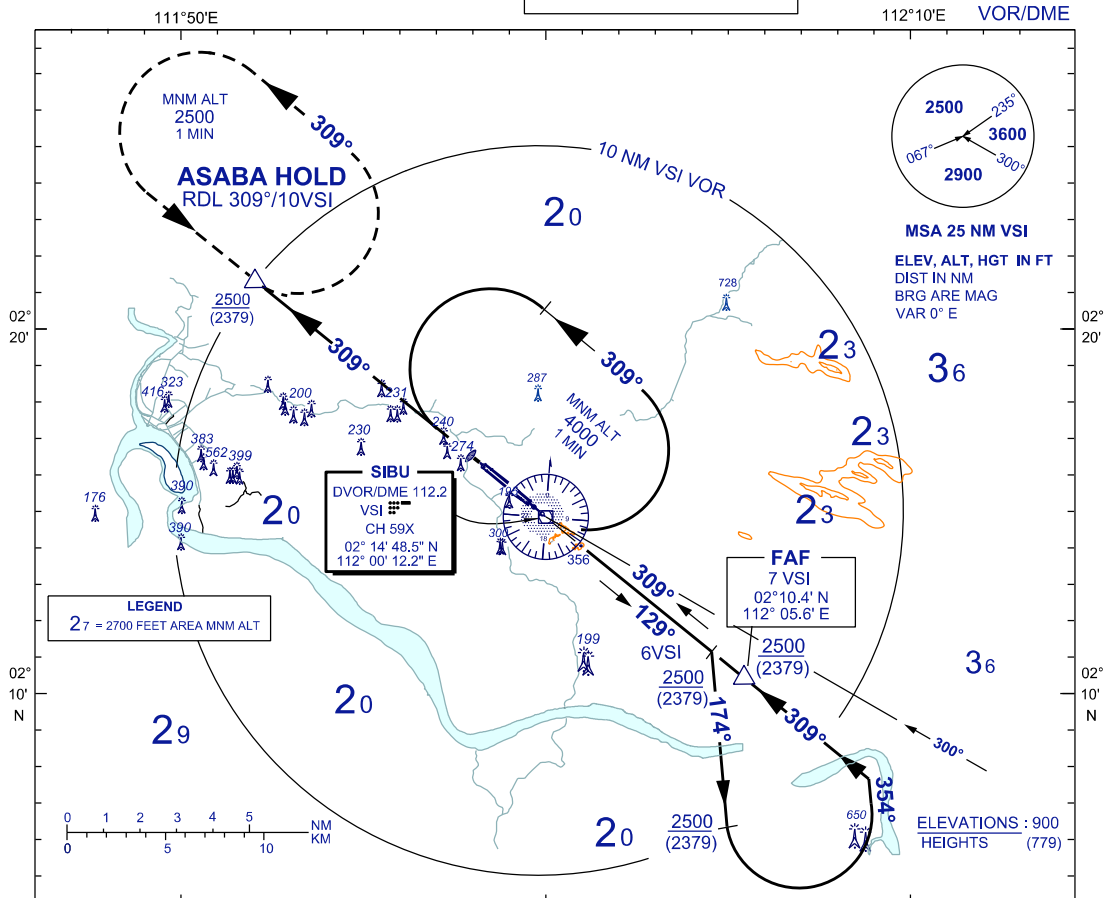 111°50'E
112°10'E
VOR/DME
MNM ALT
2500
1 MIN
309°
ASABA HOLD
RDL 309°/10VSI
10 NM VSI VOR
2500
235°
3600
067°
300°
2900
MSA 25 NM VSI
ELEV, ALT, HGT IN FT
DIST IN NM
BRG ARE MAG
VAR 0° E
20
728
2500
(2379)
02°
20'
02°
20'
309°
309°
23
36
287
MNM ALT
4000
1 MIN
323
416
200
231
240
230
274
383
562
399
390
176
390
20
23
23
SIBU
DVOR/DME 112.2
VSI
CH 59X
02° 14' 48.5" N
112° 00' 12.2" E
300
356
18
9
FAF
7 VSI
02°10.4' N
112° 05.6' E
309°
129°
6VSI
LEGEND
27 = 2700 FEET AREA MNM ALT
199
2500
(2379)
2500
(2379)
36
02°
10'
N
02°
10'
N
20
29
174°
309°
300°
354°
650
0 1 2 3 4 5 NM
KM
0 5 10
20
2500
(2379)
ELEVATIONS : 900
HEIGHTS (779)